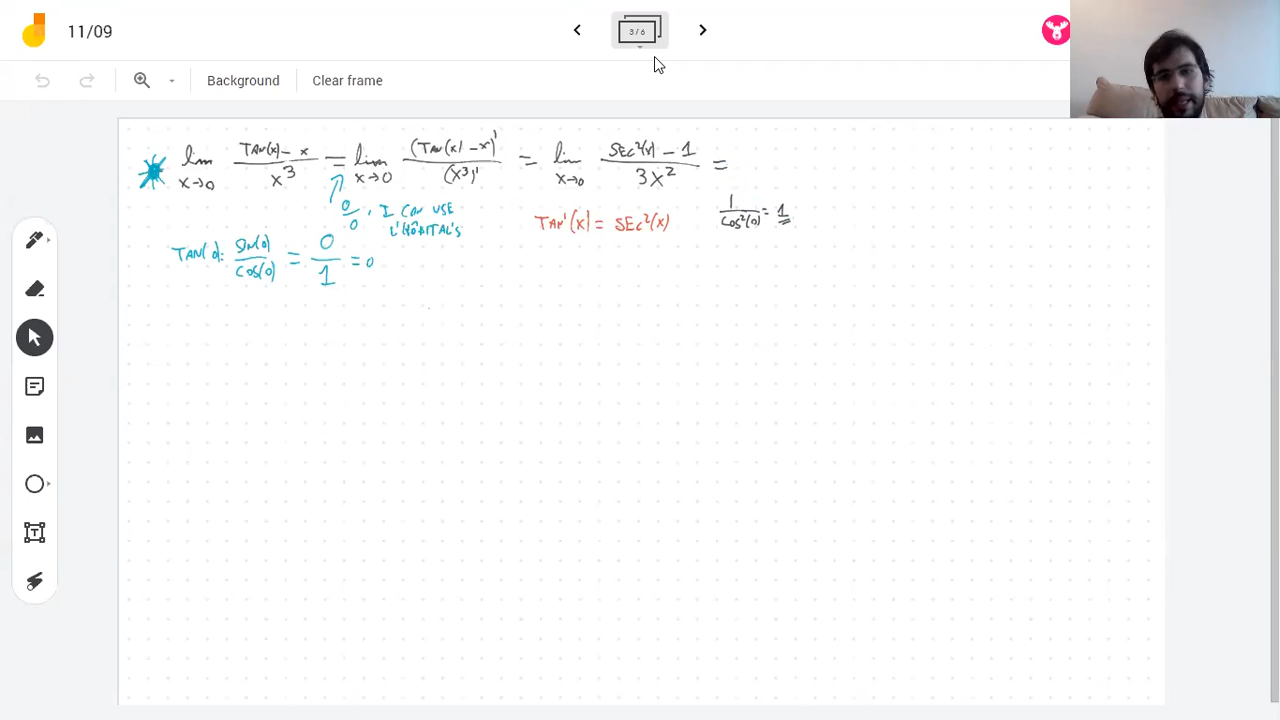 11/09
3 / 6
Background
Clear frame
lim x→0 (TAN(x) - x)/x³ = lim x→0 (TAN(x) - x)'/(x³)' = lim x→0 (SEC²(x) - 1)/3x² =
0/0, I CAN USE
L'HÔPITAL'S
TAN'(x) = SEC²(x)
1/cos²(0) = 1
TAN(0): sin(0)/cos(0) = 0/1 = 0